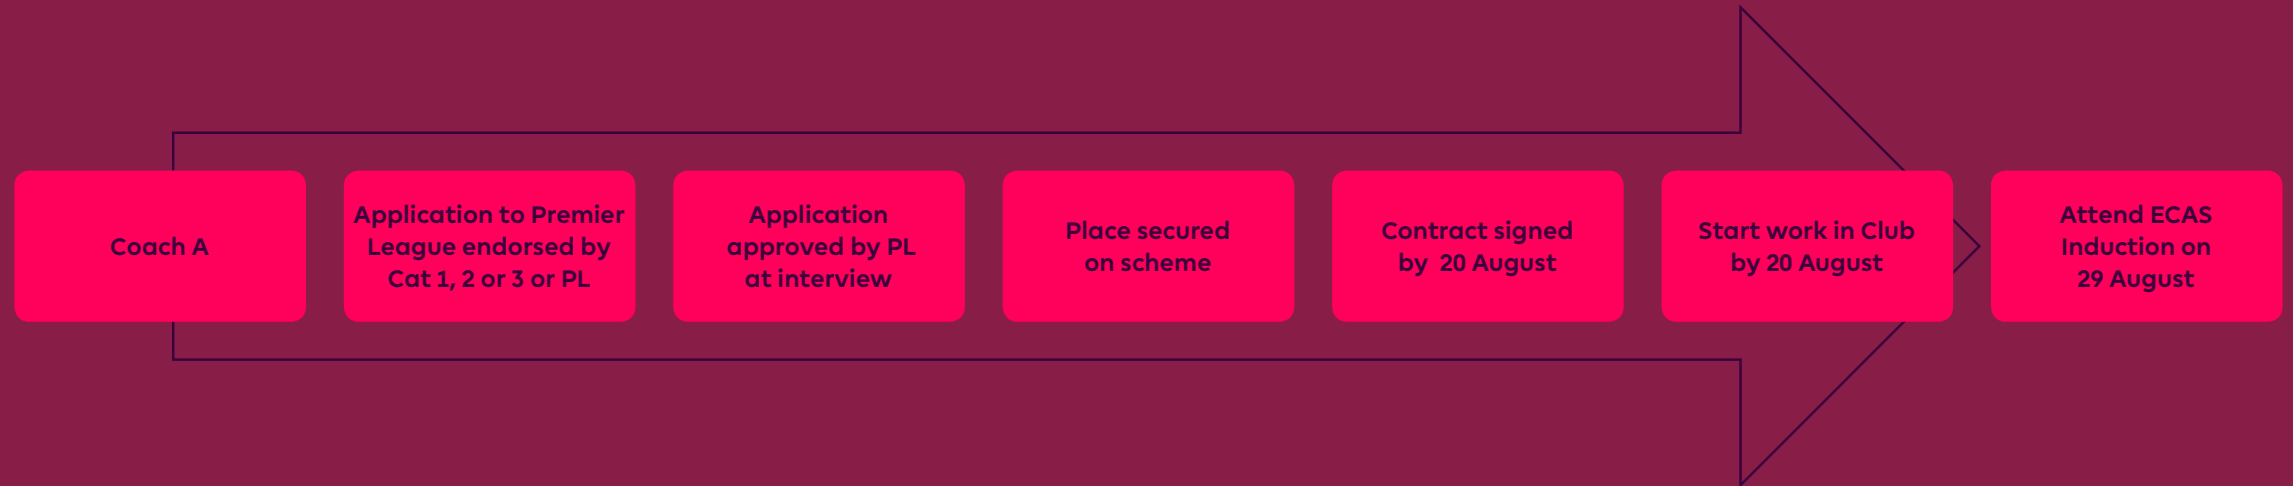 Coach A
Application to Premier
League endorsed by
Cat 1, 2 or 3 or PL
Application
approved by PL
at interview
Place secured
on scheme
Contract signed
by  20 August
Start work in Club
by 20 August
Attend ECAS
Induction on
29 August